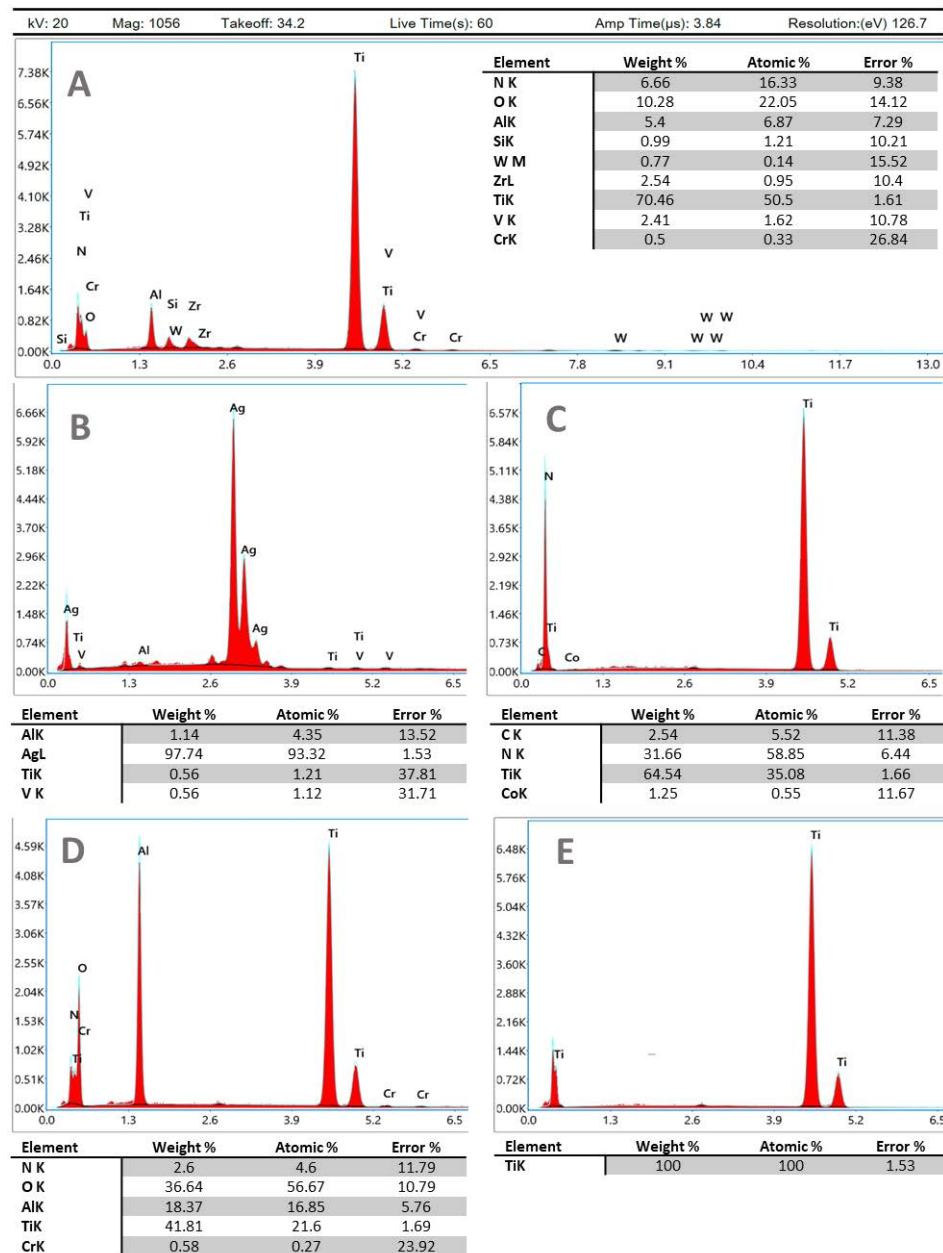 kV: 20 Mag: 1056 Takeoff: 34.2 Live Time(s): 60 Amp Time(µs): 3.84 Resolution:(eV) 126.7
A
7.38K
6.56K
5.74K
4.92K
4.10K
3.28K
2.46K
1.64K
0.82K
0.00K
Ti
V
Ti
N
Cr
O
Si
Al
Si
W
Zr
Zr
V
Ti
V
Cr
Cr
W
W W
W W
0.0 1.3 2.6 3.9 5.2 6.5 7.8 9.1 10.4 11.7 13.0
Element Weight % Atomic % Error %
N K 6.66 16.33 9.38
O K 10.28 22.05 14.12
AlK 5.4 6.87 7.29
SiK 0.99 1.21 10.21
W M 0.77 0.14 15.52
ZrL 2.54 0.95 10.4
TiK 70.46 50.5 1.61
V K 2.41 1.62 10.78
CrK 0.5 0.33 26.84
B
6.66K
5.92K
5.18K
4.44K
3.70K
2.96K
2.22K
1.48K
0.74K
0.00K
Ag
Ag
Ag
Ag
Ti
V
Al
Ti
Ti
V
V
0.0 1.3 2.6 3.9 5.2 6.5
Element Weight % Atomic % Error %
AlK 1.14 4.35 13.52
AgL 97.74 93.32 1.53
TiK 0.56 1.21 37.81
V K 0.56 1.12 31.71
C
6.57K
5.84K
5.11K
4.38K
3.65K
2.92K
2.19K
1.46K
0.73K
0.00K
Ti
N
Ti
C
Co
Ti
0.0 1.3 2.6 3.9 5.2 6.5
Element Weight % Atomic % Error %
C K 2.54 5.52 11.38
N K 31.66 58.85 6.44
TiK 64.54 35.08 1.66
CoK 1.25 0.55 11.67
D
4.59K
4.08K
3.57K
3.06K
2.55K
2.04K
1.53K
1.02K
0.51K
0.00K
Al
Ti
O
N
Cr
Ti
Ti
Cr
Cr
0.0 1.3 2.6 3.9 5.2 6.5
Element Weight % Atomic % Error %
N K 2.6 4.6 11.79
O K 36.64 56.67 10.79
AlK 18.37 16.85 5.76
TiK 41.81 21.6 1.69
CrK 0.58 0.27 23.92
E
6.48K
5.76K
5.04K
4.32K
3.60K
2.88K
2.16K
1.44K
0.72K
0.00K
Ti
Ti
Ti
0.0 1.3 2.6 3.9 5.2 6.5
Element Weight % Atomic % Error %
TiK 100 100 1.53